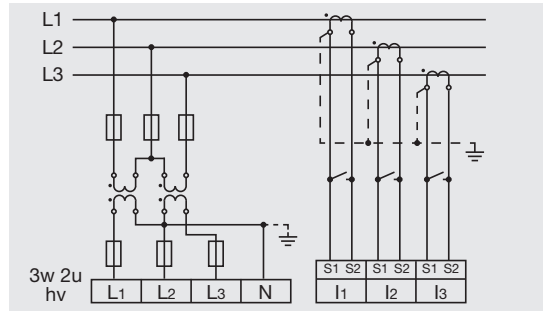 L1
L2
L3
3w 2u
hv
L1 L2 L3 N
S1 S2 S1 S2 S1 S2
I1 I2 I3